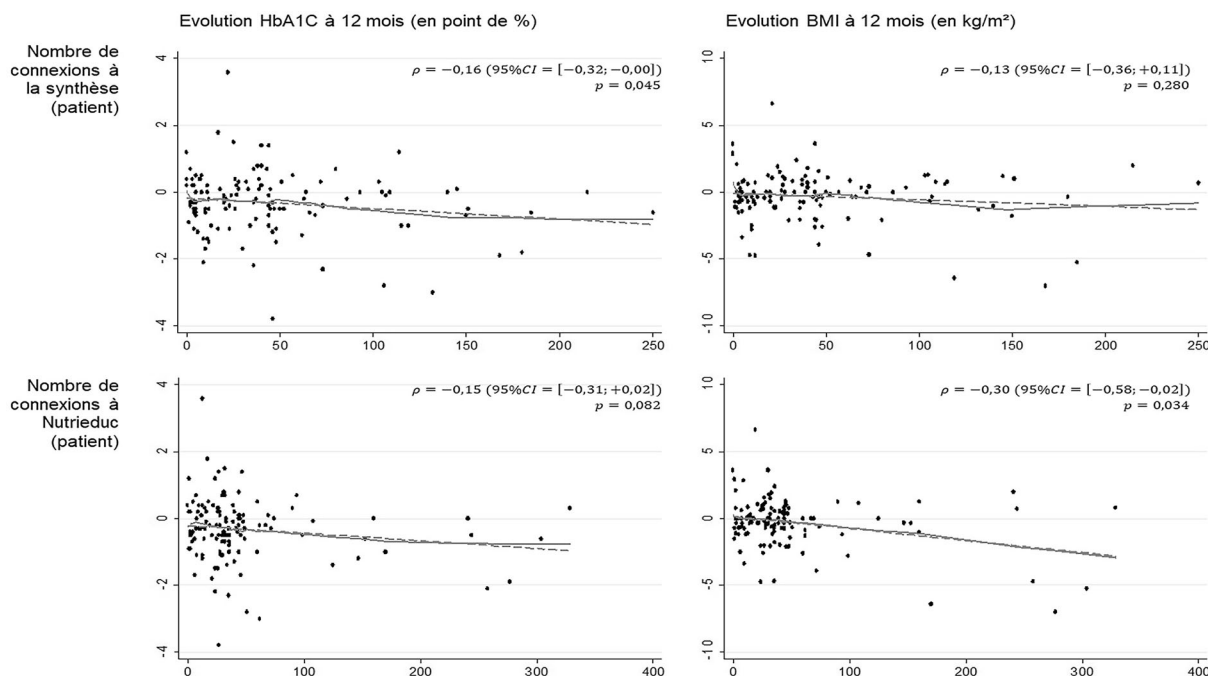 Evolution HbA1C à 12 mois (en point de %)
Evolution BMI à 12 mois (en kg/m²)
Nombre de
connexions à
la synthèse
(patient)
4
2
0
-2
-4
ρ = −0,16 (95%CI = [−0,32; −0,00])
p = 0,045
0
50
100
150
200
250
10
5
0
-5
-10
ρ = −0,13 (95%CI = [−0,36; +0,11])
p = 0,280
0
50
100
150
200
250
Nombre de
connexions à
Nutrieduc
(patient)
4
2
0
-2
-4
ρ = −0,15 (95%CI = [−0,31; +0,02])
p = 0,082
0
100
200
300
400
10
5
0
-5
-10
ρ = −0,30 (95%CI = [−0,58; −0,02])
p = 0,034
0
100
200
300
400